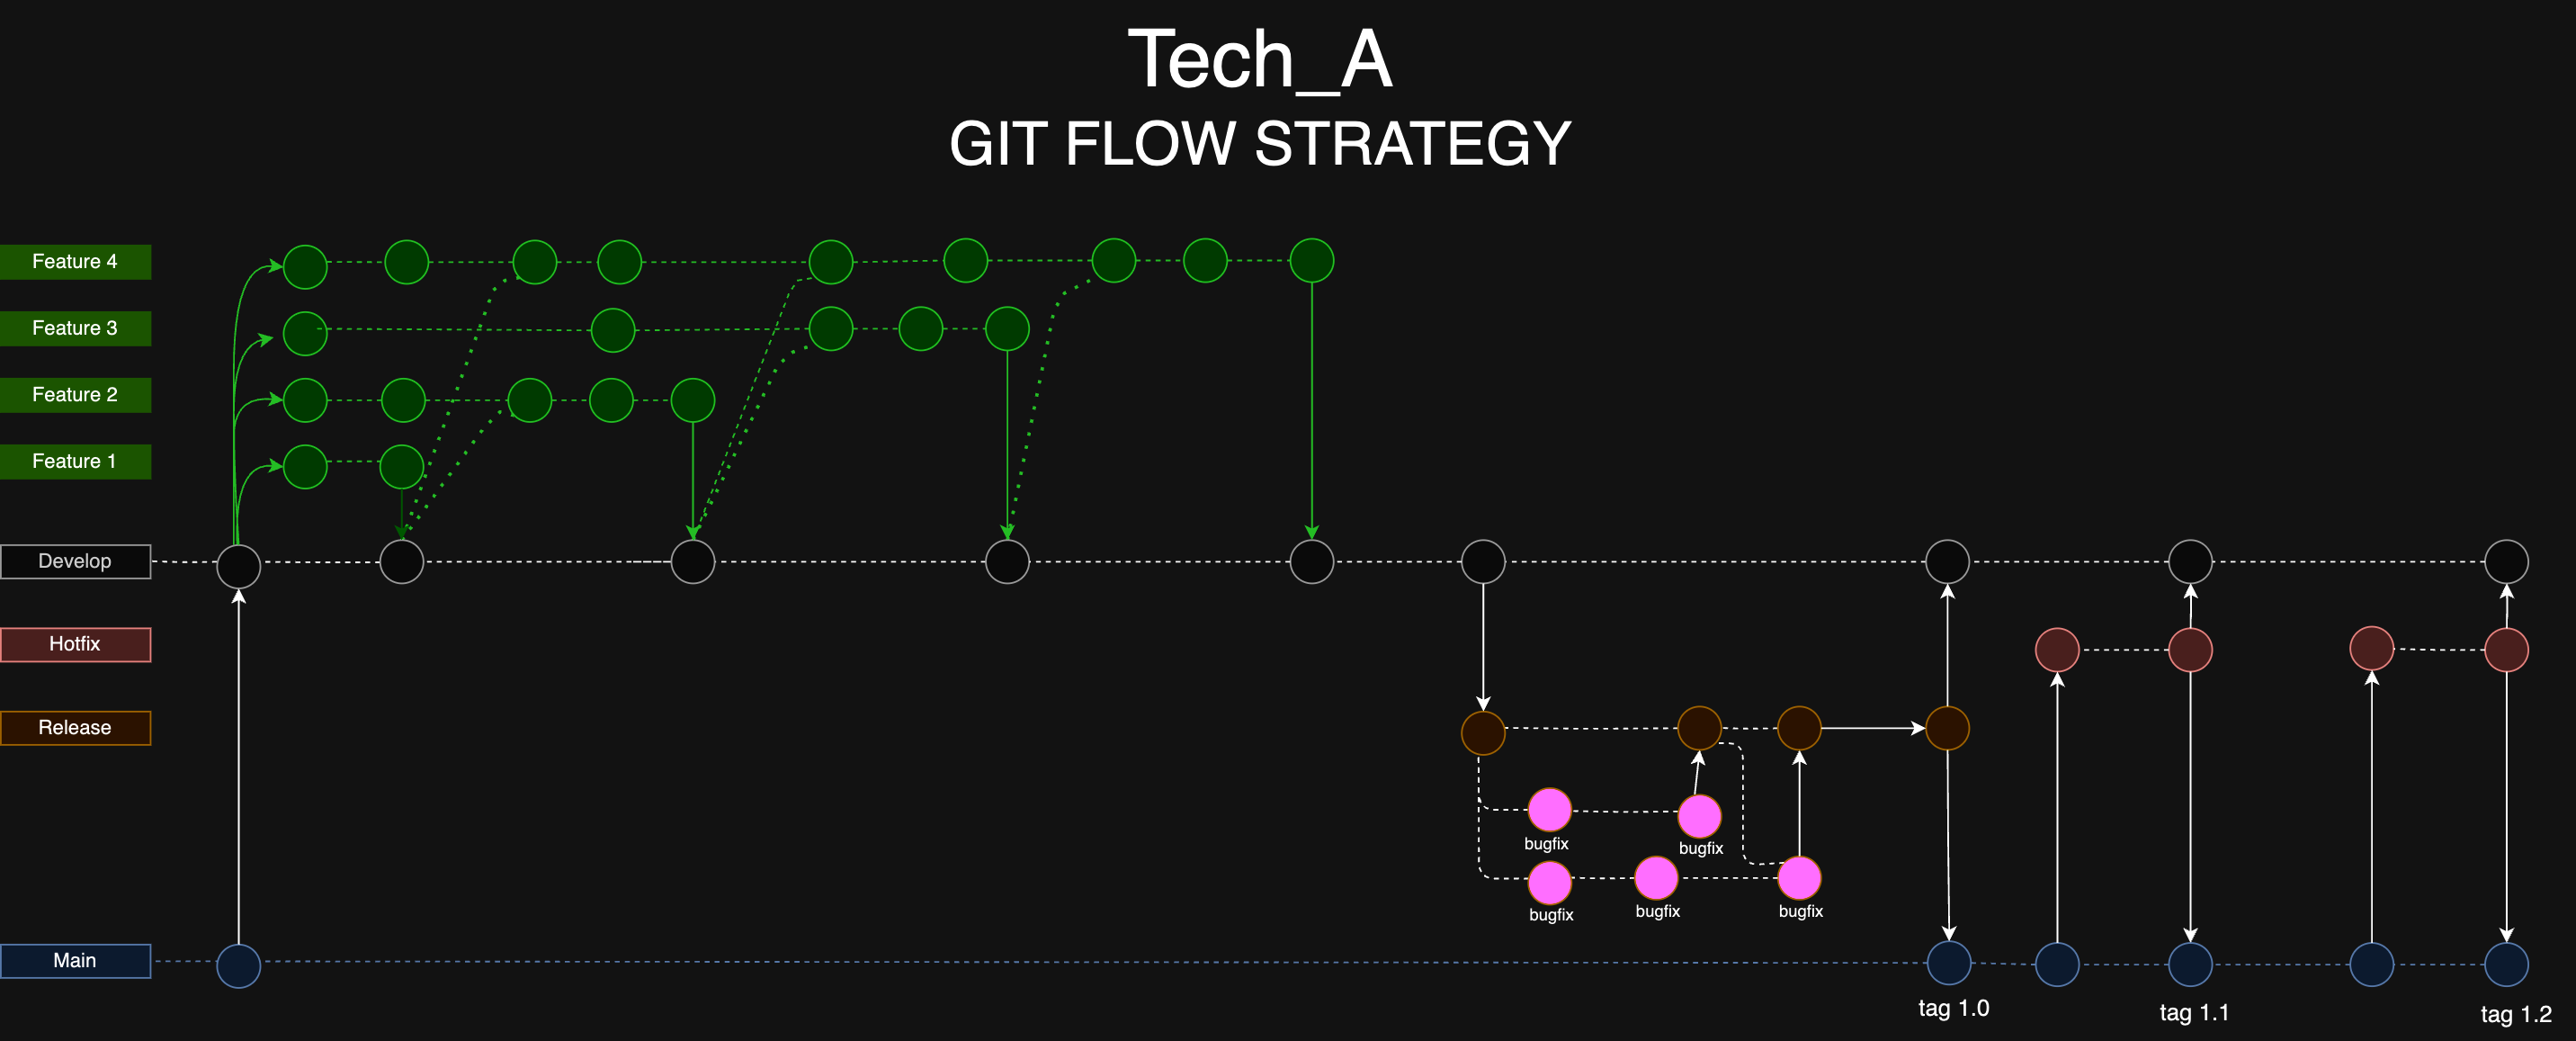 Tech_A
GIT FLOW STRATEGY
Feature 4
Feature 3
Feature 2
Feature 1
Develop
Hotfix
Release
bugfix
bugfix
bugfix
bugfix
bugfix
Main
tag 1.0
tag 1.1
tag 1.2